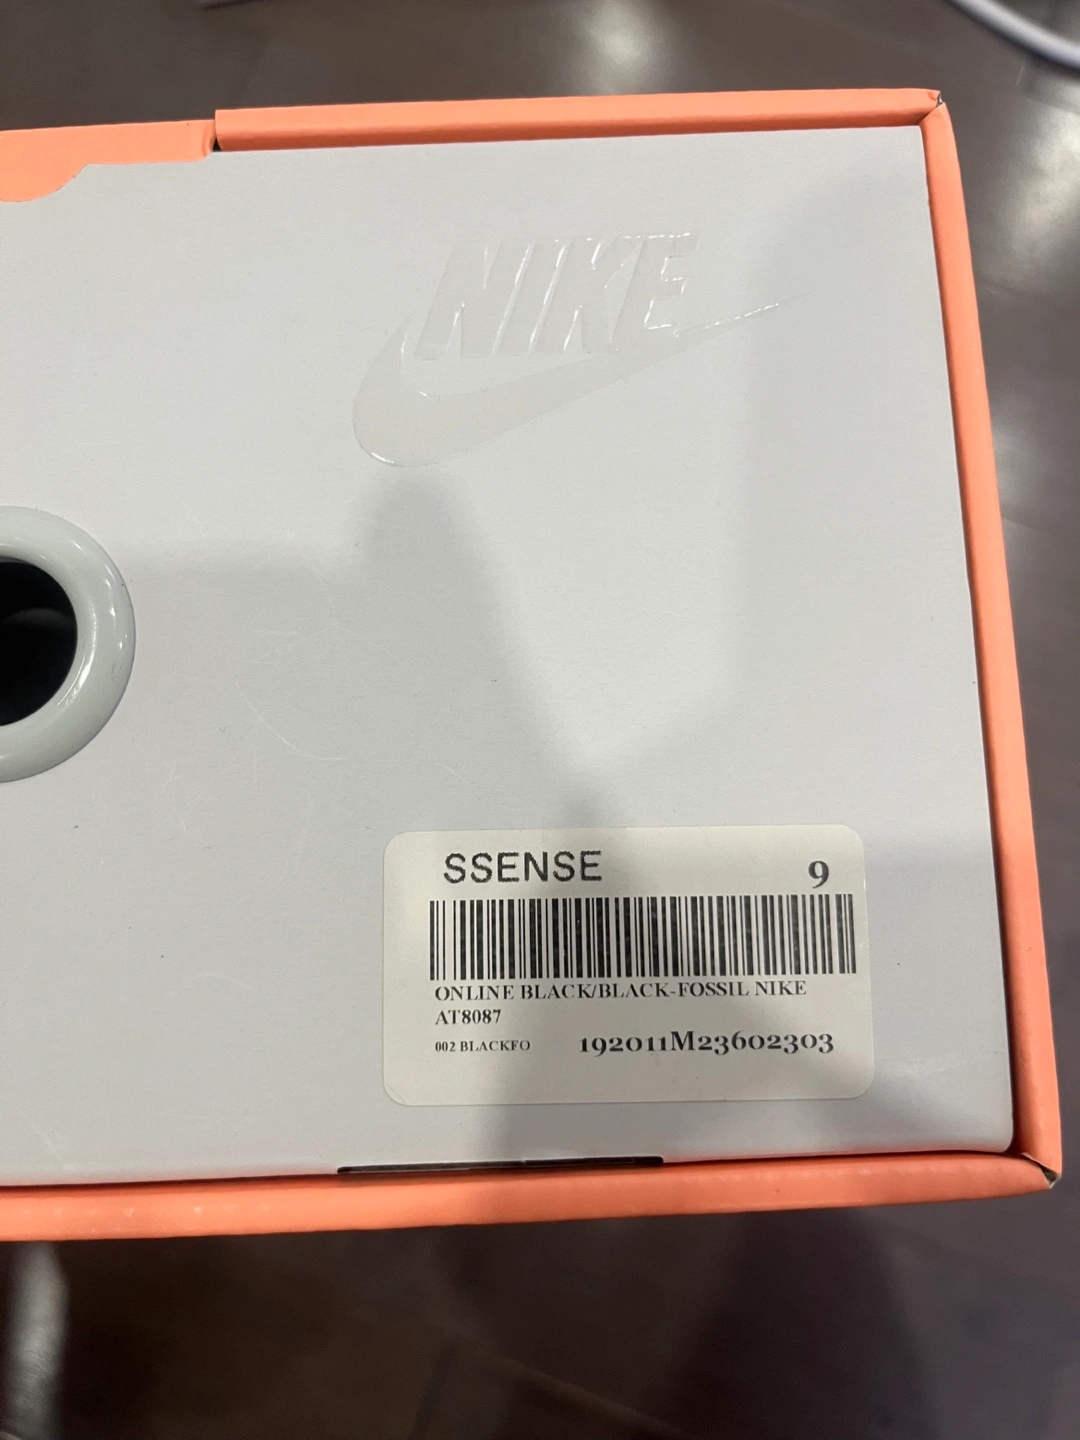 NIKE
SSENSE 9
ONLINE BLACK/BLACK-FOSSIL NIKE
AT8087
002 BLACKFO 192011M23602303